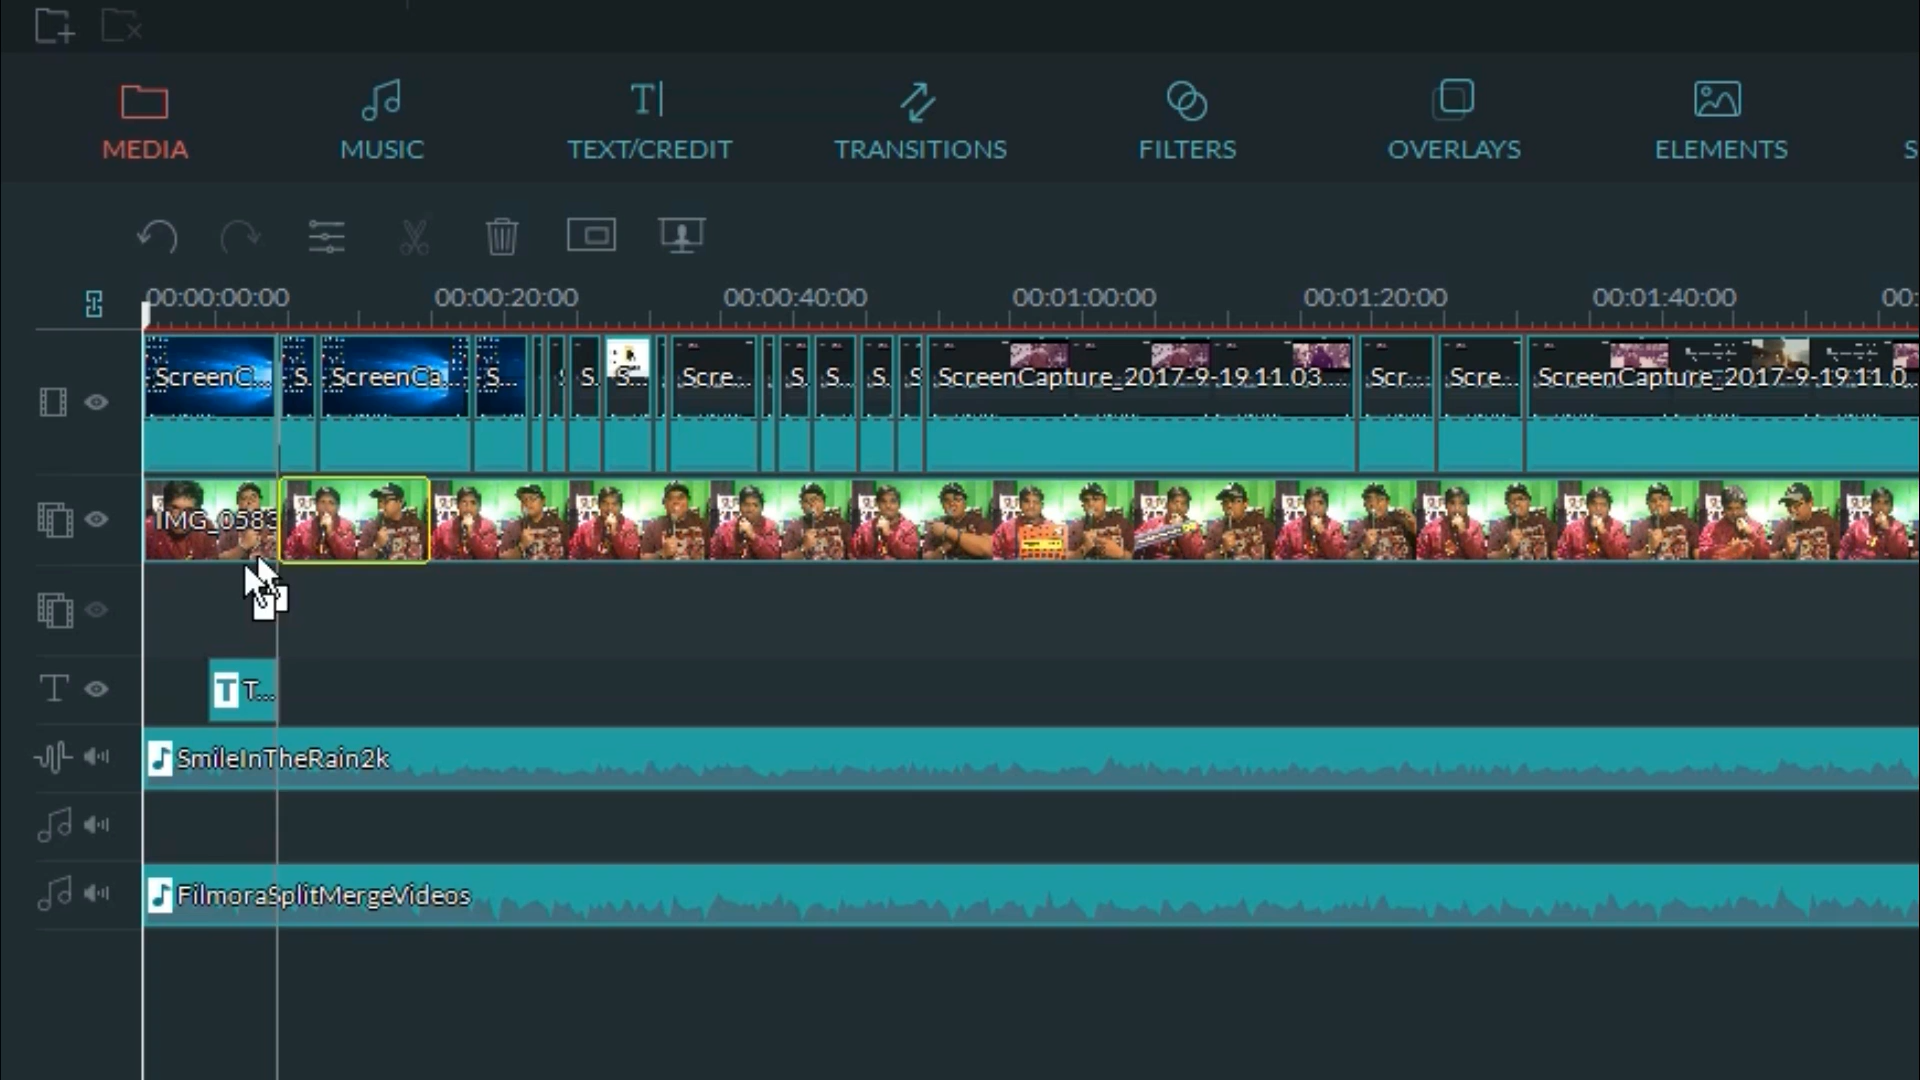 MEDIA MUSIC TEXT/CREDIT TRANSITIONS FILTERS OVERLAYS ELEMENTS S
00:00:00:00 00:00:20:00 00:00:40:00 00:01:00:00 00:01:20:00 00:01:40:00 00:
ScreenC... S. ScreenCa... S... S. S... Scre... S. S... S. S ScreenCapture_2017-9-19.11.03.... Scr... Scre... ScreenCapture_2017-9-19.11.0...
IMG_0583
T T...
SmileInTheRain2k
FilmoraSplitMergeVideos